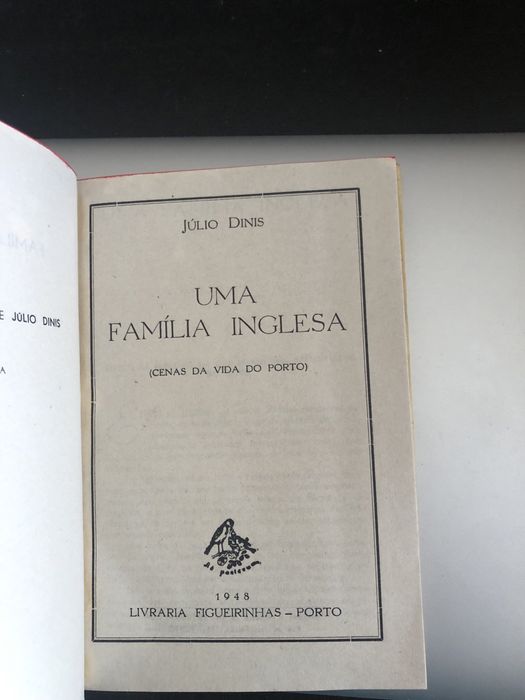 E JÚLIO DINIS
A
JÚLIO DINIS
UMA
FAMÍLIA INGLESA
(CENAS DA VIDA DO PORTO)
1948
LIVRARIA FIGUEIRINHAS – PORTO